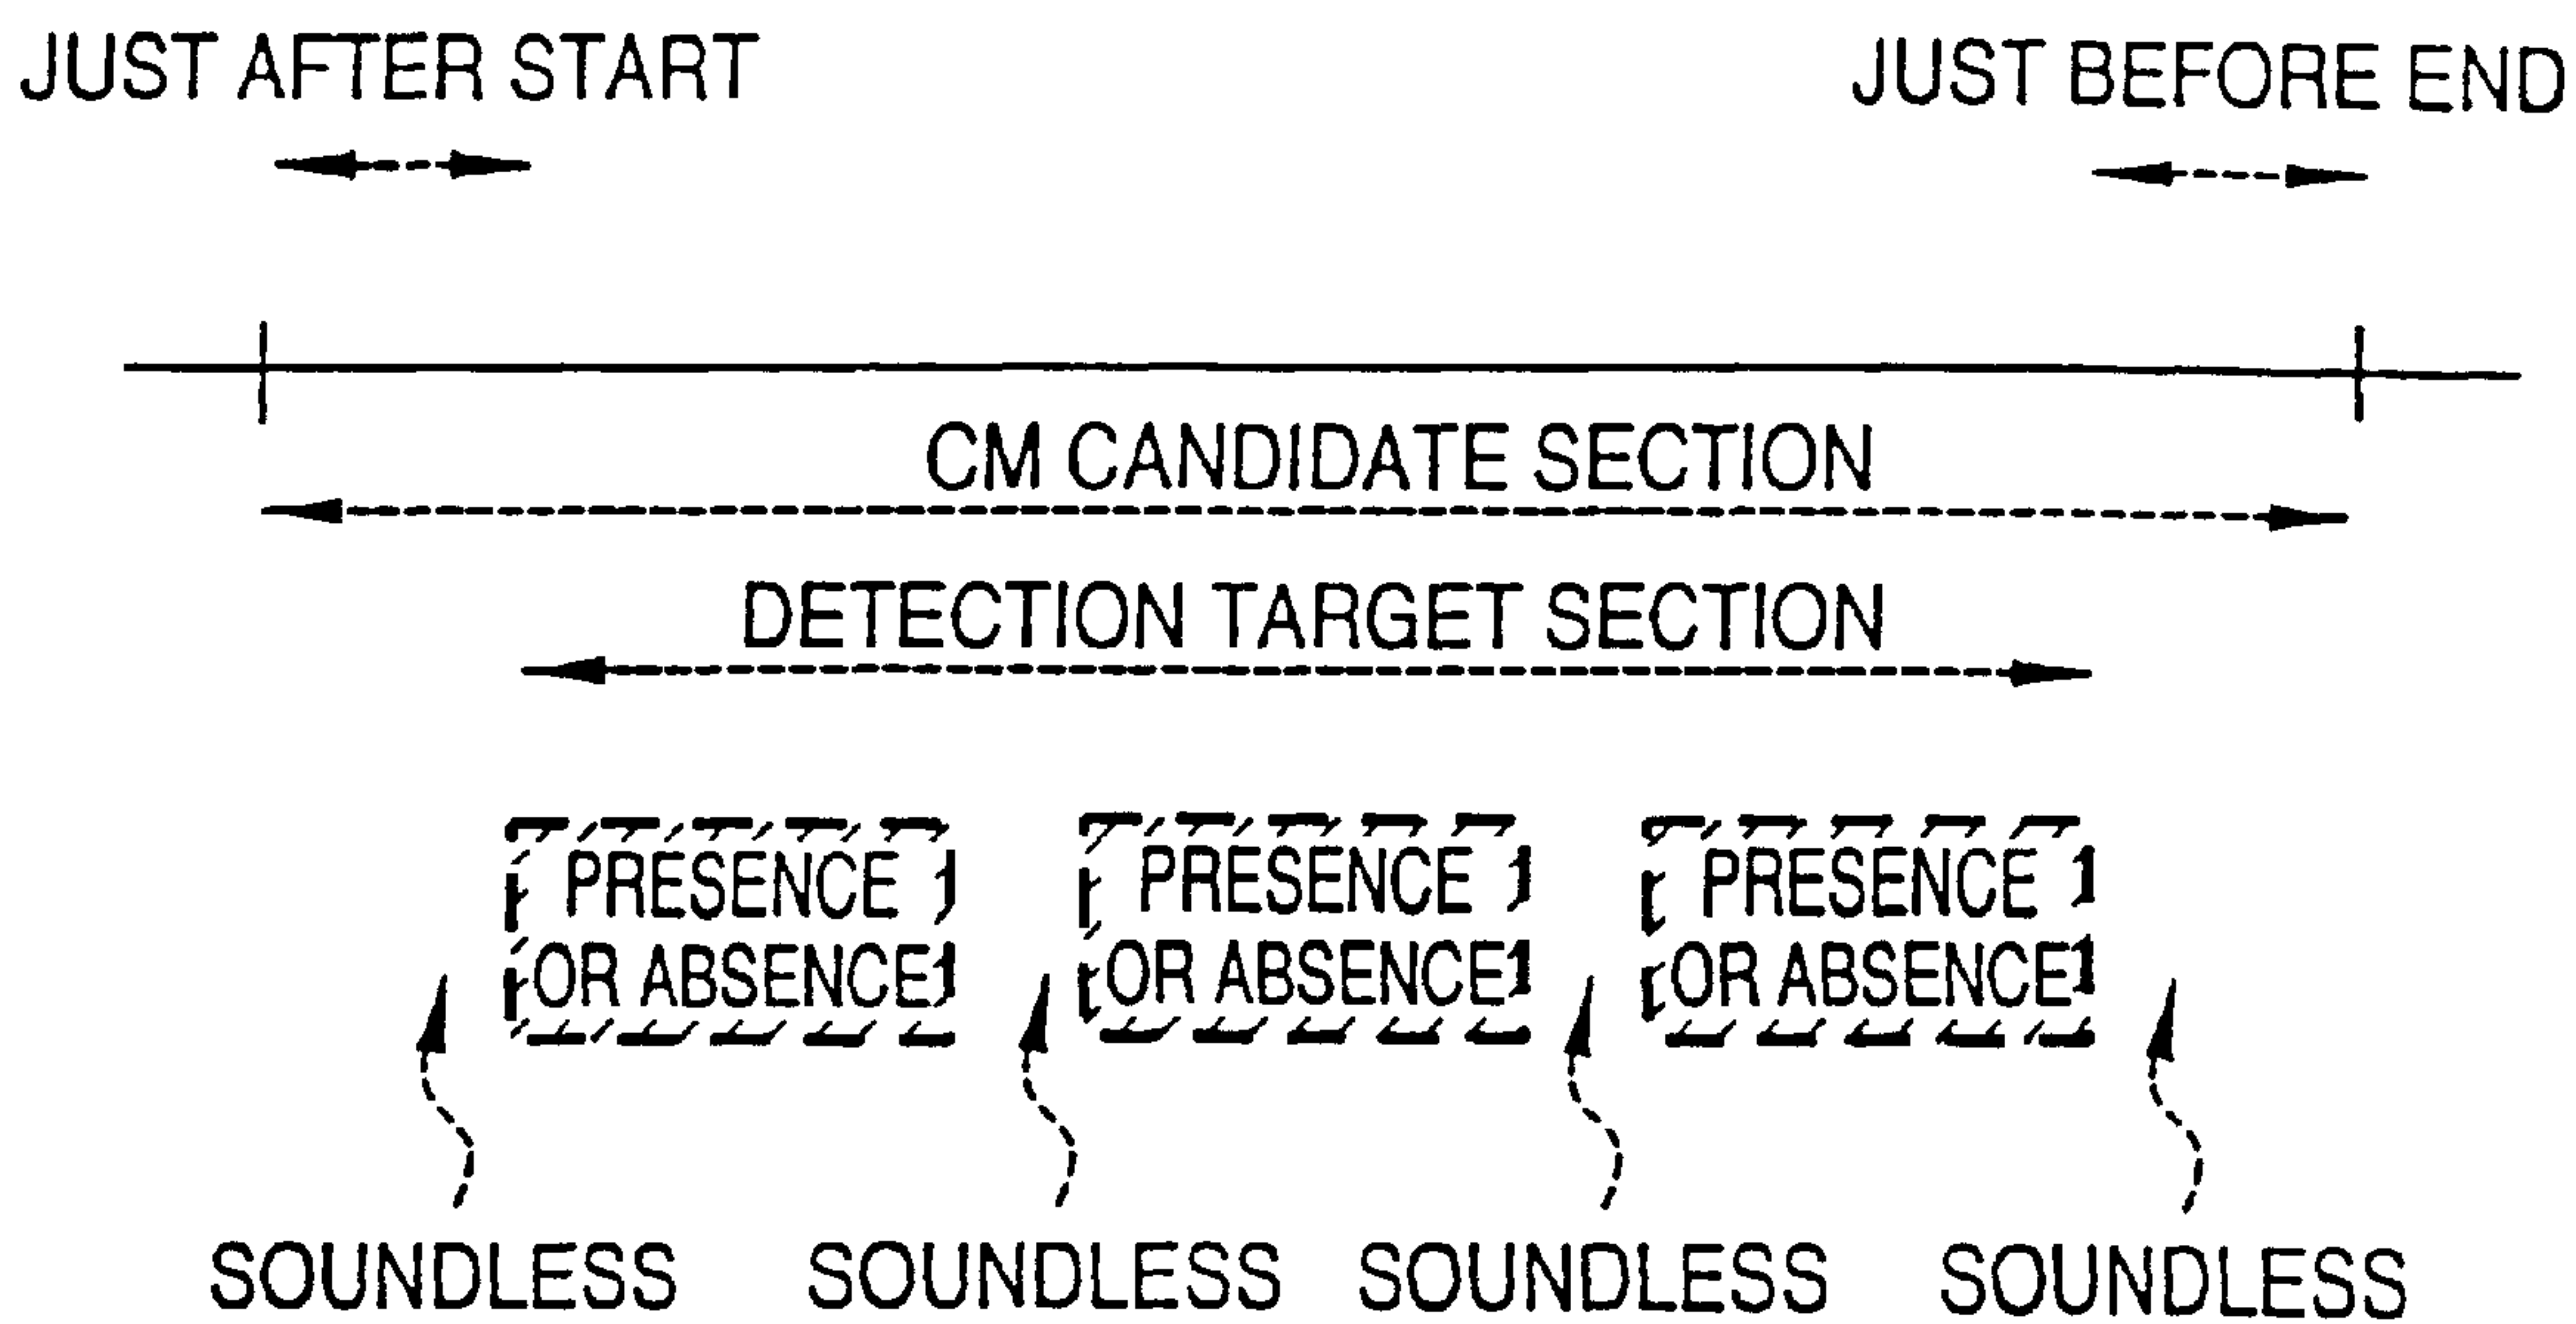 JUST AFTER START
JUST BEFORE END
CM CANDIDATE SECTION
DETECTION TARGET SECTION
PRESENCE
OR ABSENCE
PRESENCE
OR ABSENCE
PRESENCE
OR ABSENCE
SOUNDLESS
SOUNDLESS
SOUNDLESS
SOUNDLESS